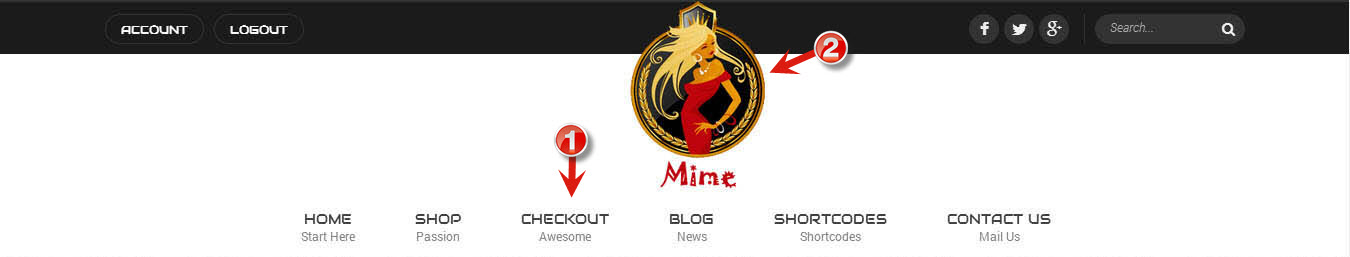 ACCOUNT LOGOUT Search...
2
1
Mime
HOME SHOP CHECKOUT BLOG SHORTCODES CONTACT US
Start Here Passion Awesome News Shortcodes Mail Us